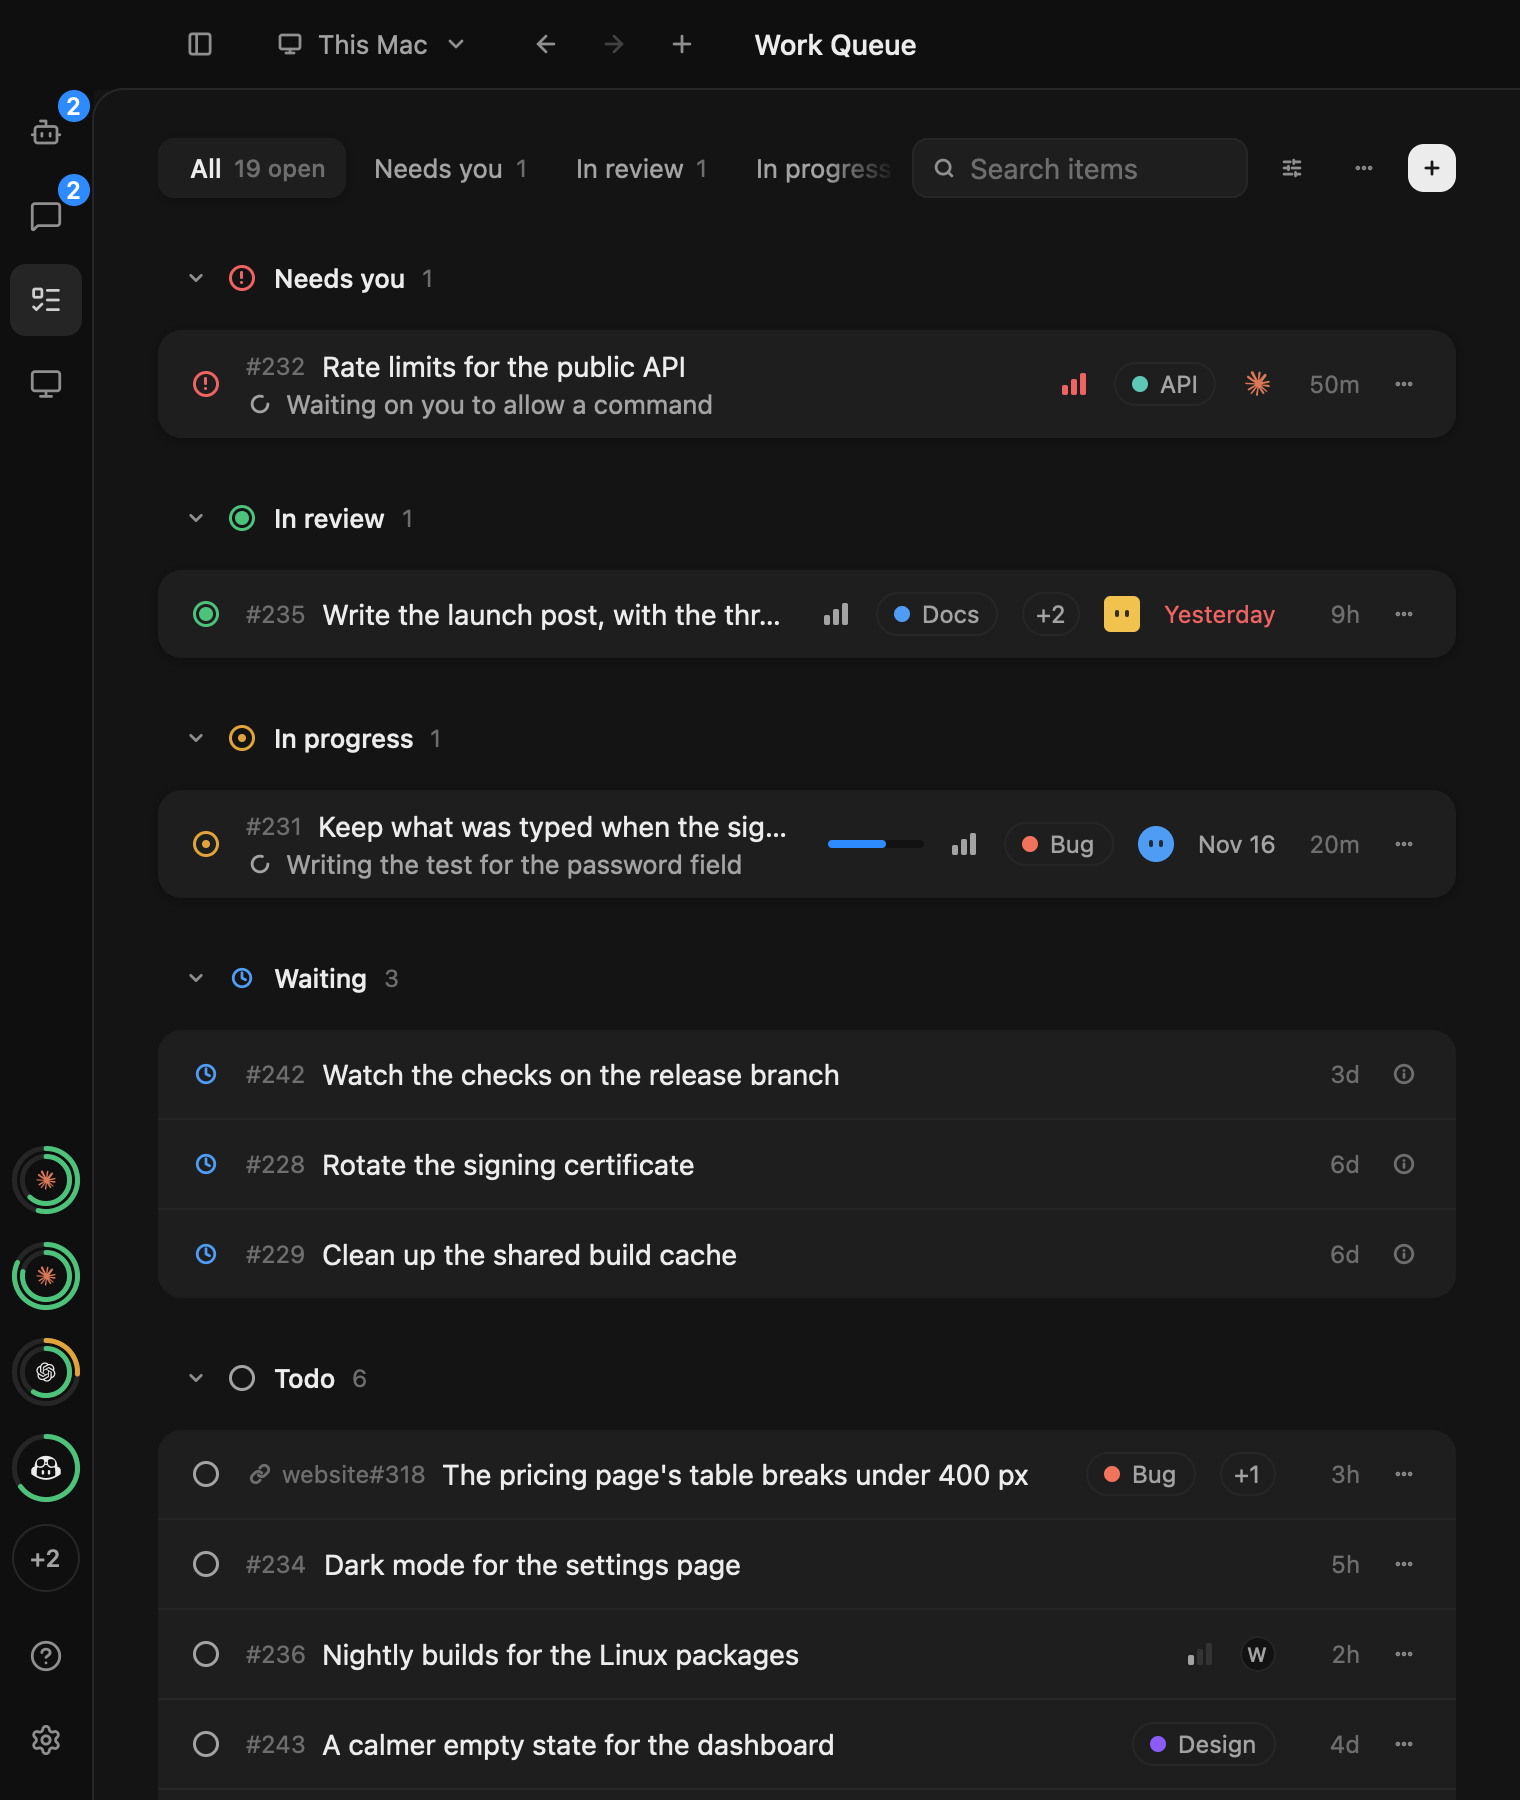 This Mac
Work Queue
2
2
All 19 open
Needs you 1
In review 1
In progress
Search items
Needs you 1
#232 Rate limits for the public API
Waiting on you to allow a command
API
50m
In review 1
#235 Write the launch post, with the thr...
Docs
+2
Yesterday
9h
In progress 1
#231 Keep what was typed when the sig...
Writing the test for the password field
Bug
Nov 16
20m
Waiting 3
#242 Watch the checks on the release branch
3d
#228 Rotate the signing certificate
6d
#229 Clean up the shared build cache
6d
Todo 6
website#318 The pricing page's table breaks under 400 px
Bug
+1
3h
#234 Dark mode for the settings page
5h
#236 Nightly builds for the Linux packages
W
2h
#243 A calmer empty state for the dashboard
Design
4d
+2